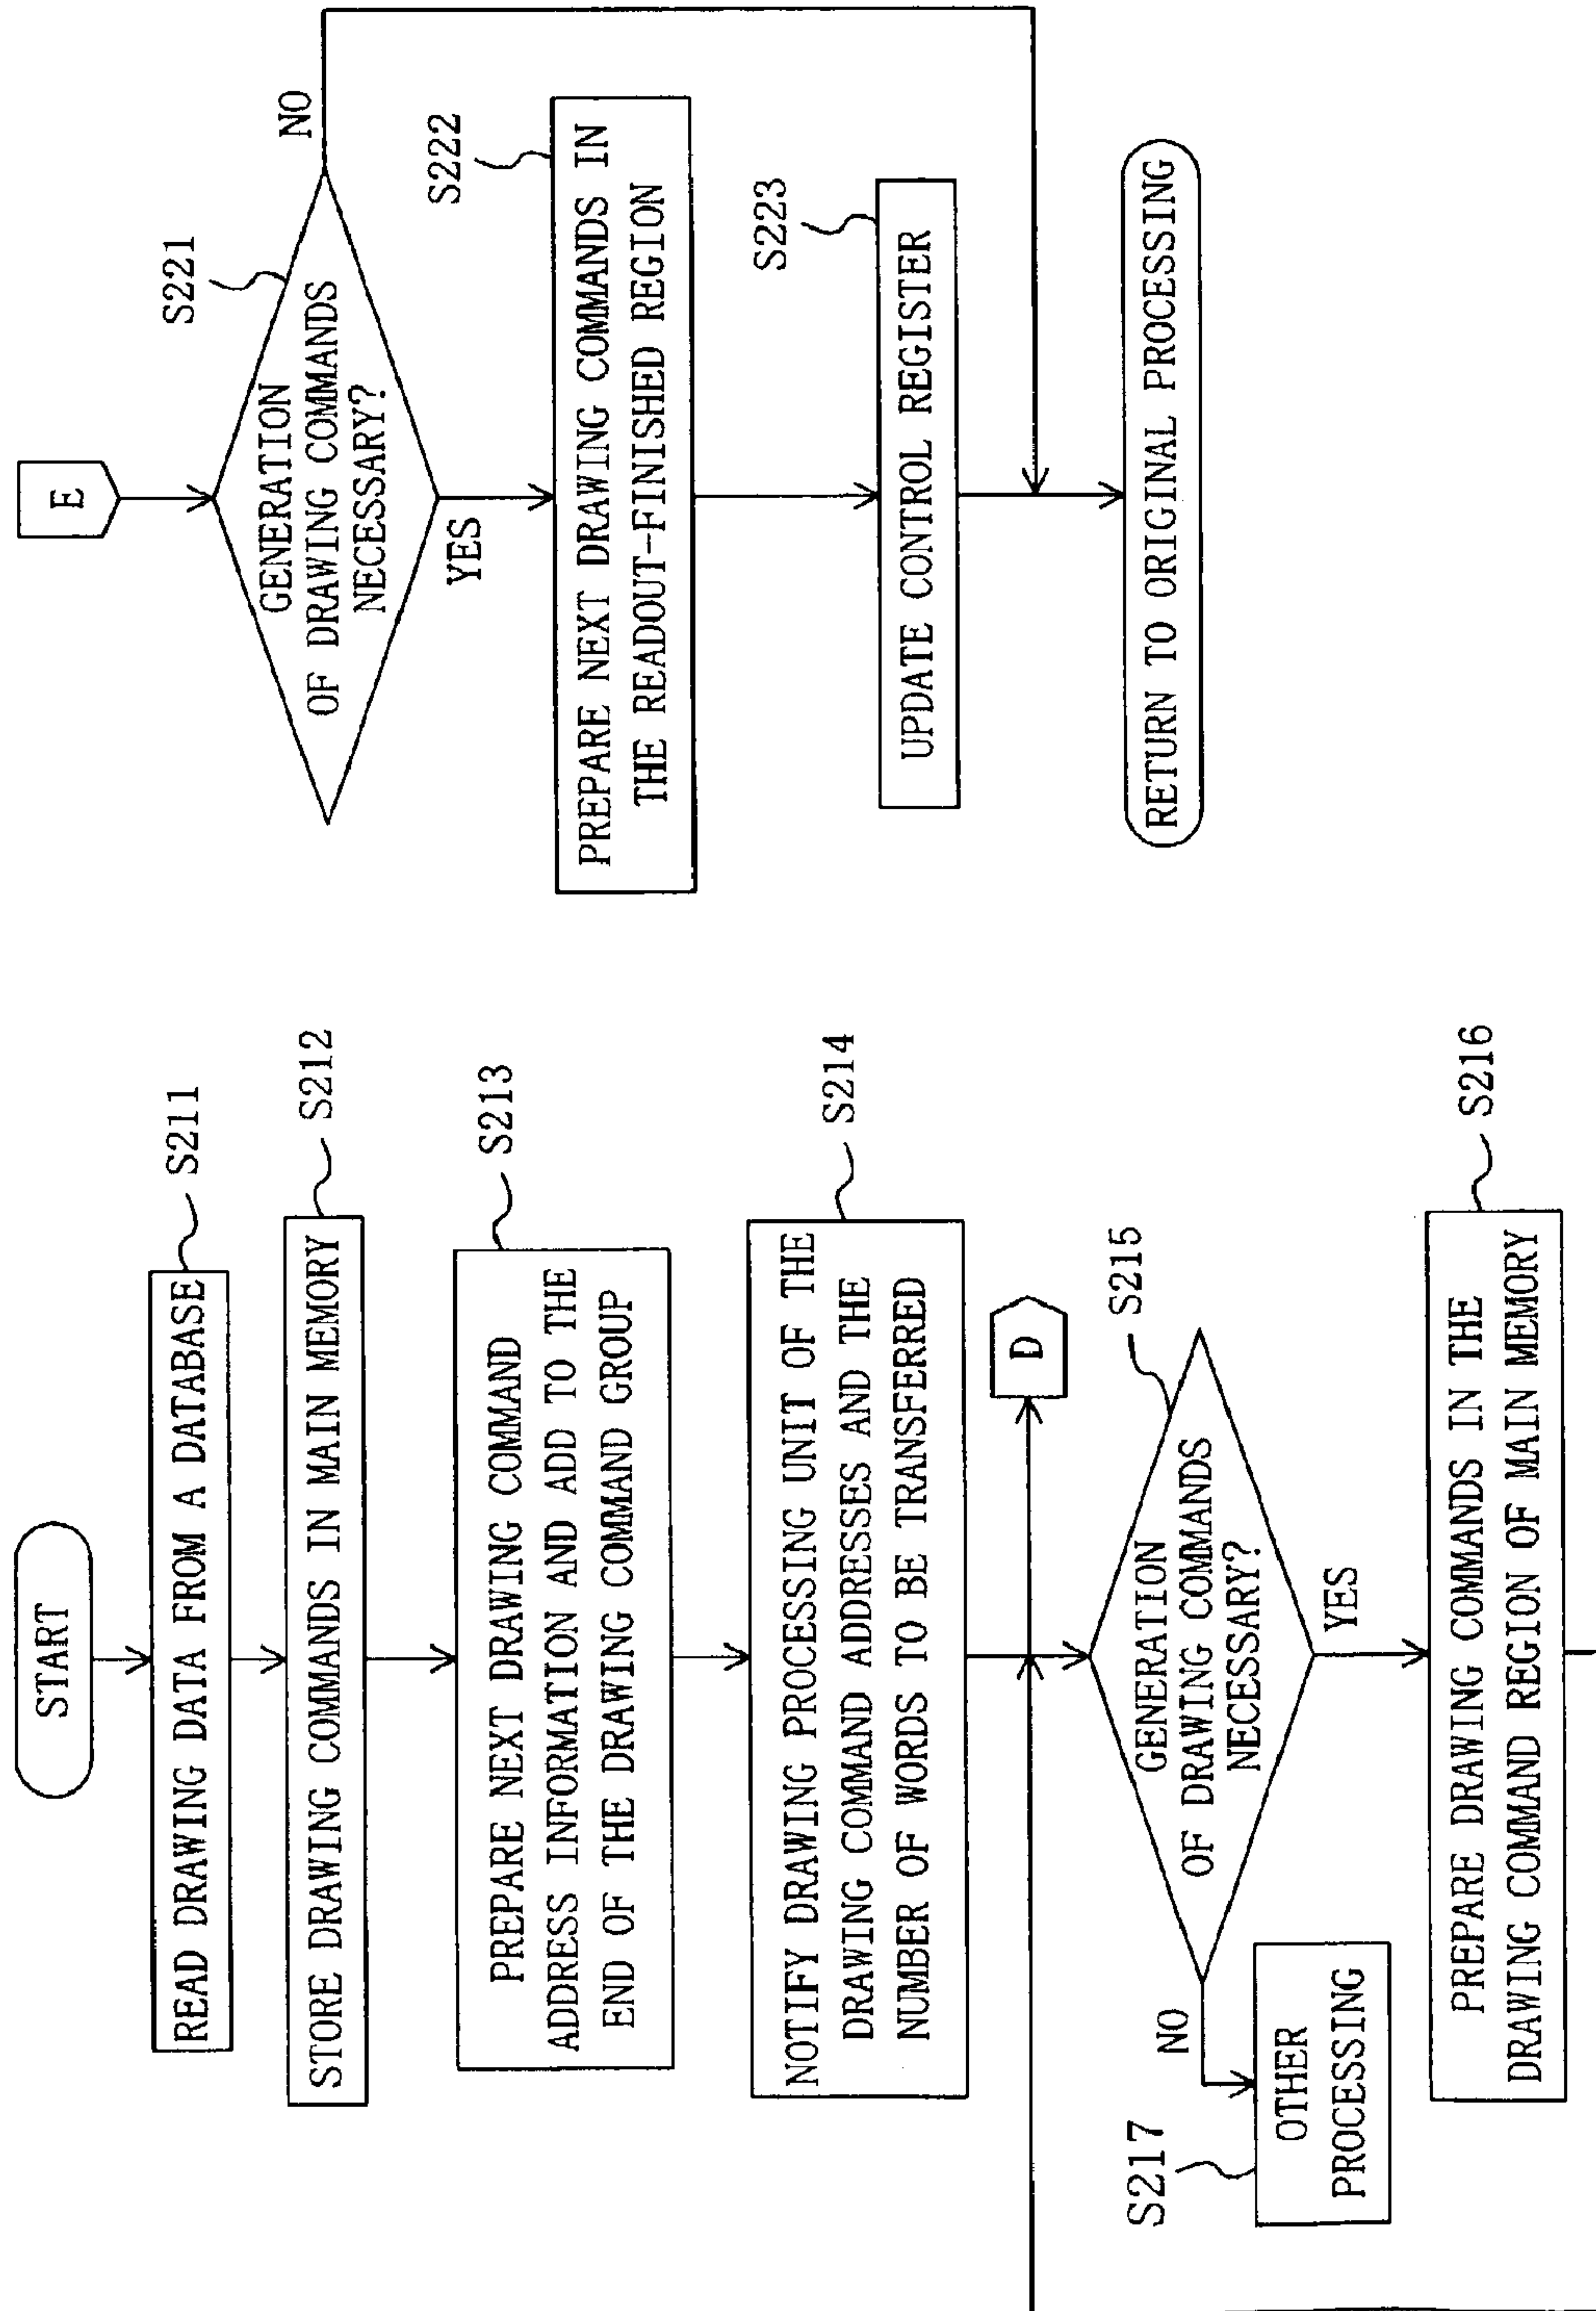 START
READ DRAWING DATA FROM A DATABASE
S211
STORE DRAWING COMMANDS IN MAIN MEMORY
S212
PREPARE NEXT DRAWING COMMAND
ADDRESS INFORMATION AND ADD TO THE
END OF THE DRAWING COMMAND GROUP
S213
NOTIFY DRAWING PROCESSING UNIT OF THE
DRAWING COMMAND ADDRESSES AND THE
NUMBER OF WORDS TO BE TRANSFERRED
S214
D
GENERATION
OF DRAWING COMMANDS
NECESSARY?
S215
NO
YES
S217
OTHER
PROCESSING
PREPARE DRAWING COMMANDS IN THE
DRAWING COMMAND REGION OF MAIN MEMORY
S216
E
GENERATION
OF DRAWING COMMANDS
NECESSARY?
S221
NO
YES
PREPARE NEXT DRAWING COMMANDS IN
THE READOUT-FINISHED REGION
S222
UPDATE CONTROL REGISTER
S223
RETURN TO ORIGINAL PROCESSING